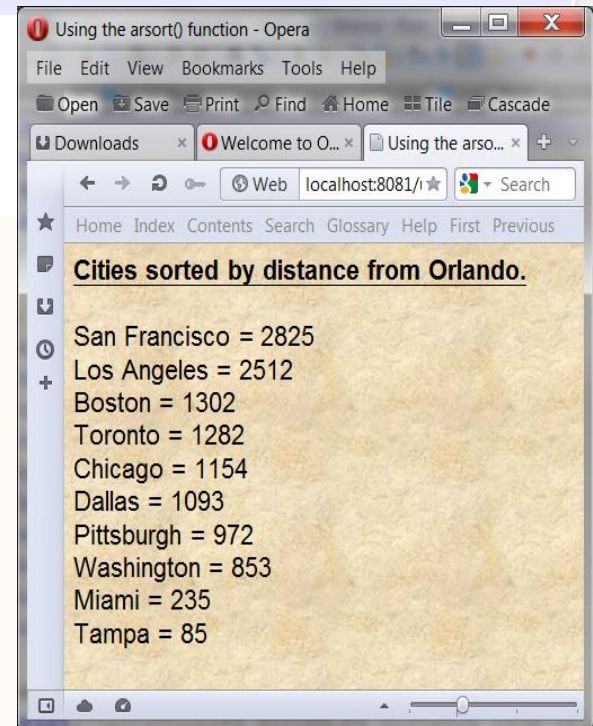 Using the arsort() function - Opera
File Edit View Bookmarks Tools Help
Open Save Print Find Home Tile Cascade
Downloads × Welcome to O... × Using the arso... ×
Web localhost:8081/ Search
Home Index Contents Search Glossary Help First Previous
Cities sorted by distance from Orlando.
San Francisco = 2825
Los Angeles = 2512
Boston = 1302
Toronto = 1282
Chicago = 1154
Dallas = 1093
Pittsburgh = 972
Washington = 853
Miami = 235
Tampa = 85